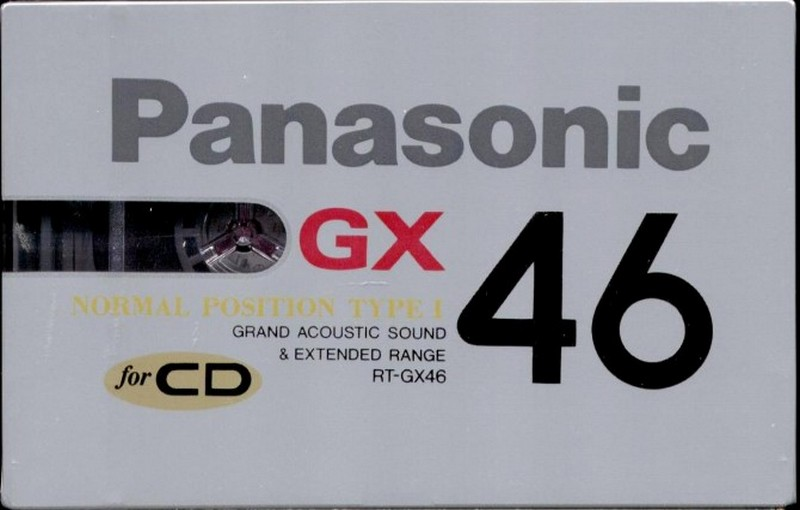 Panasonic
GX 46
NORMAL POSITION TYPE I
GRAND ACOUSTIC SOUND
& EXTENDED RANGE
RT-GX46
for CD